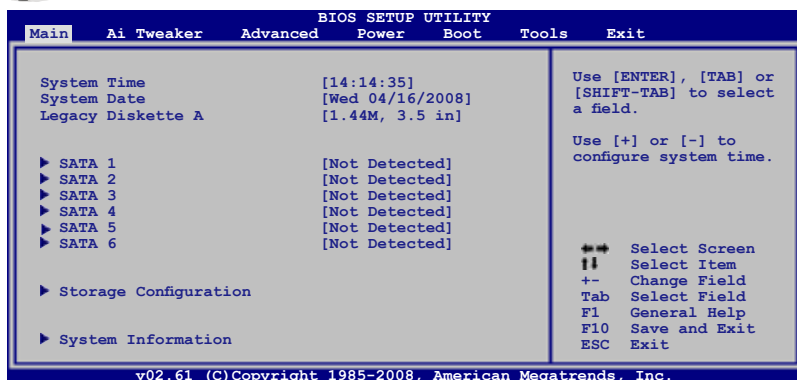 BIOS SETUP UTILITY
Main Ai Tweaker Advanced Power Boot Tools Exit
System Time [14:14:35]
System Date [Wed 04/16/2008]
Legacy Diskette A [1.44M, 3.5 in]
SATA 1 [Not Detected]
SATA 2 [Not Detected]
SATA 3 [Not Detected]
SATA 4 [Not Detected]
SATA 5 [Not Detected]
SATA 6 [Not Detected]
Storage Configuration
System Information
Use [ENTER], [TAB] or
[SHIFT-TAB] to select
a field.
Use [+] or [-] to
configure system time.
Select Screen
Select Item
+- Change Field
Tab Select Field
F1 General Help
F10 Save and Exit
ESC Exit
v02.61 (C)Copyright 1985-2008, American Megatrends, Inc.